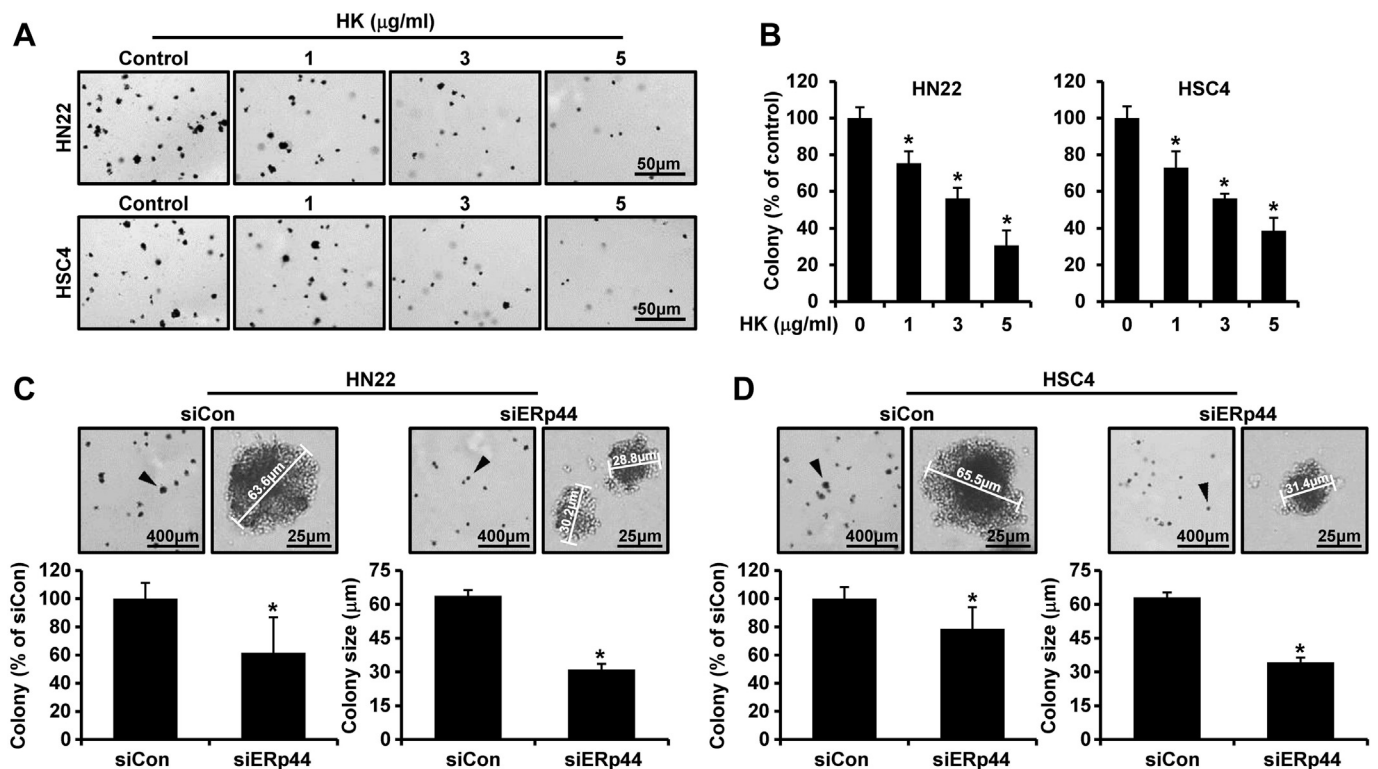 A
HK (μg/ml)
Control 1 3 5
HN22
50μm
Control 1 3 5
HSC4
50μm
B
HN22
Colony (% of control)
120
100
80
60
40
20
0
* * *
HK (μg/ml) 0 1 3 5
HSC4
120
100
80
60
40
20
0
* * *
0 1 3 5
C
HN22
siCon siERp44
400μm
63.6μm
25μm
400μm
28.8μm
30.2μm
25μm
Colony (% of siCon)
120
100
80
60
40
20
0
*
siCon siERp44
Colony size (μm)
75
60
45
30
15
0
*
siCon siERp44
D
HSC4
siCon siERp44
400μm
65.5μm
25μm
400μm
31.4μm
25μm
Colony (% of siCon)
120
100
80
60
40
20
0
*
siCon siERp44
Colony size (μm)
75
60
45
30
15
0
*
siCon siERp44